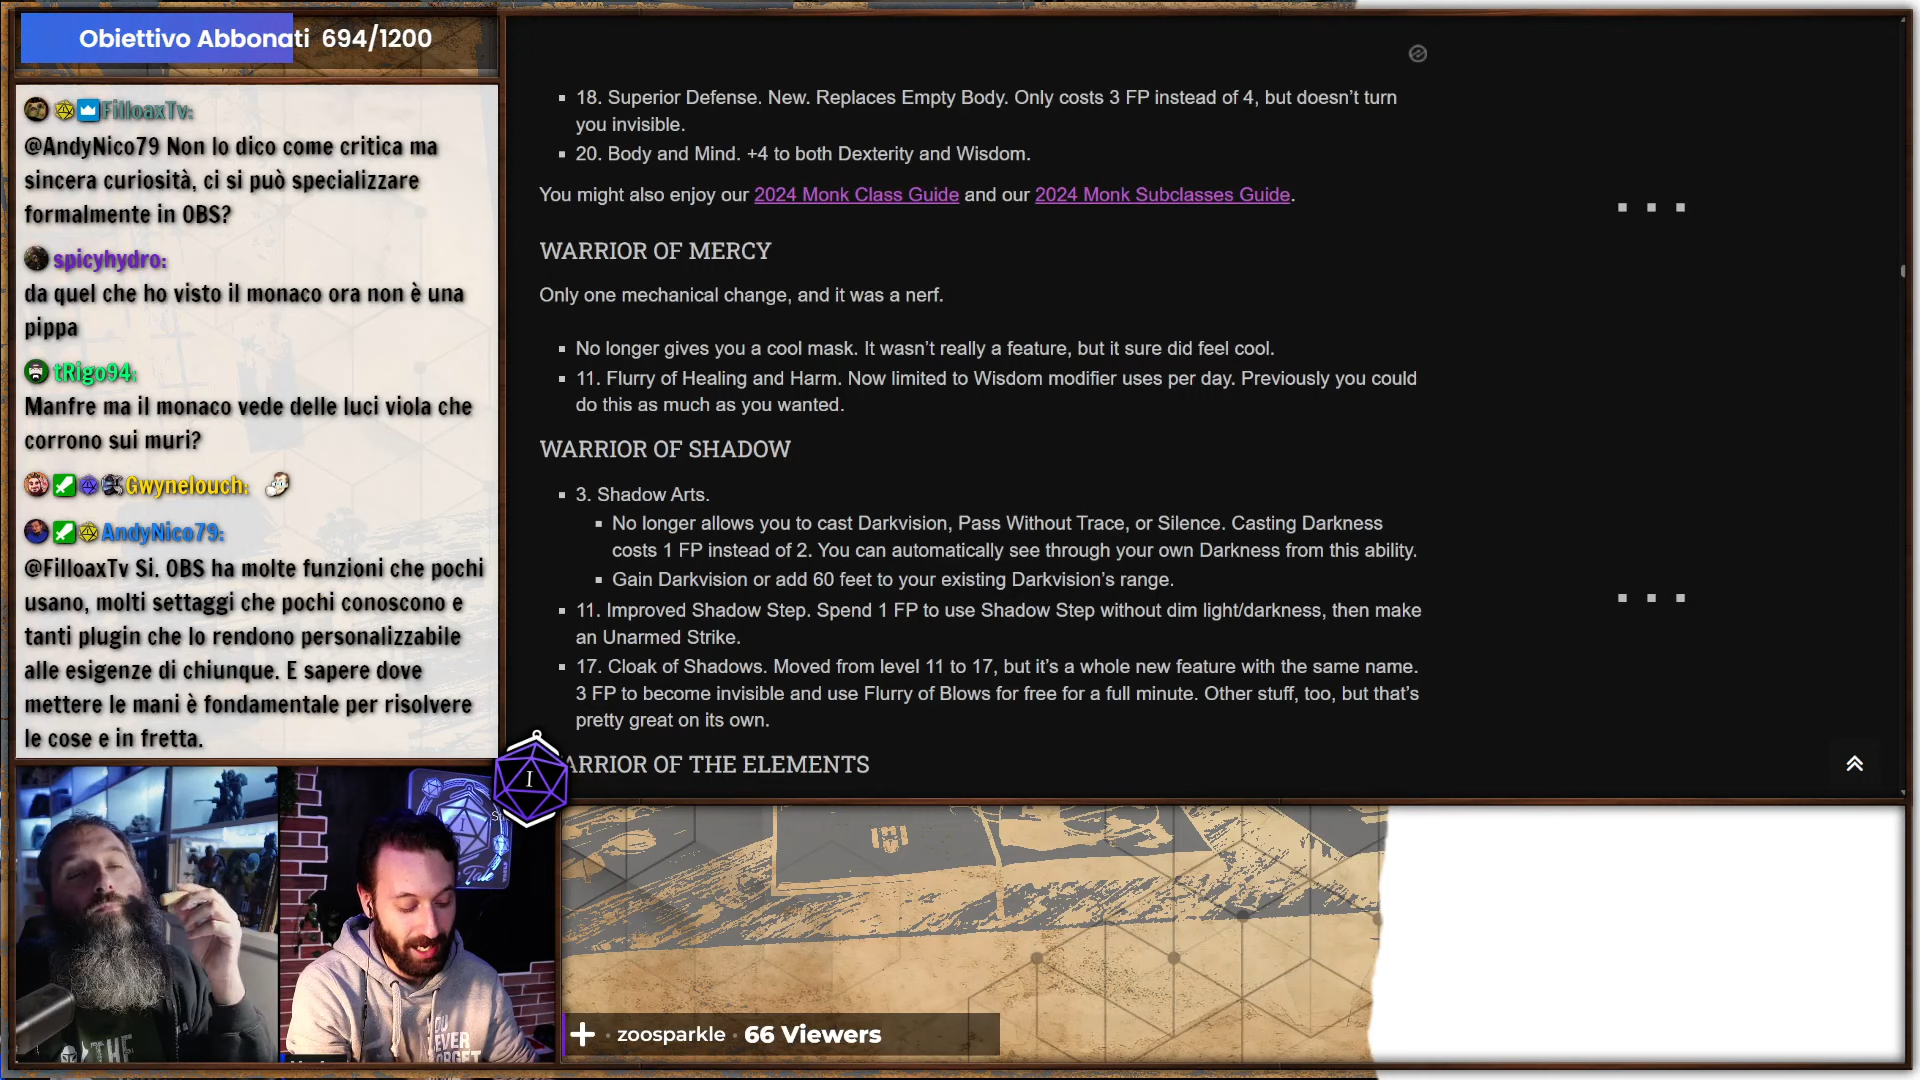 Obiettivo Abbonati 694/1200
FilloaxTv:
@AndyNico79 Non lo dico come critica ma
sincera curiosità, ci si può specializzare
formalmente in OBS?
spicyhydro:
da quel che ho visto il monaco ora non è una
pippa
tRigo94:
Manfre ma il monaco vede delle luci viola che
corrono sui muri?
Gwynelouch:
AndyNico79:
@FilloaxTv Si. OBS ha molte funzioni che pochi
usano, molti settaggi che pochi conoscono e
tanti plugin che lo rendono personalizzabile
alle esigenze di chiunque. E sapere dove
mettere le mani è fondamentale per risolvere
le cose e in fretta.
18. Superior Defense. New. Replaces Empty Body. Only costs 3 FP instead of 4, but doesn’t turn
you invisible.
20. Body and Mind. +4 to both Dexterity and Wisdom.
You might also enjoy our 2024 Monk Class Guide and our 2024 Monk Subclasses Guide.
WARRIOR OF MERCY
Only one mechanical change, and it was a nerf.
No longer gives you a cool mask. It wasn’t really a feature, but it sure did feel cool.
11. Flurry of Healing and Harm. Now limited to Wisdom modifier uses per day. Previously you could
do this as much as you wanted.
WARRIOR OF SHADOW
3. Shadow Arts.
No longer allows you to cast Darkvision, Pass Without Trace, or Silence. Casting Darkness
costs 1 FP instead of 2. You can automatically see through your own Darkness from this ability.
Gain Darkvision or add 60 feet to your existing Darkvision’s range.
11. Improved Shadow Step. Spend 1 FP to use Shadow Step without dim light/darkness, then make
an Unarmed Strike.
17. Cloak of Shadows. Moved from level 11 to 17, but it’s a whole new feature with the same name.
3 FP to become invisible and use Flurry of Blows for free for a full minute. Other stuff, too, but that’s
pretty great on its own.
ARRIOR OF THE ELEMENTS
I
THE
YOU
EVER
zoosparkle · 66 Viewers